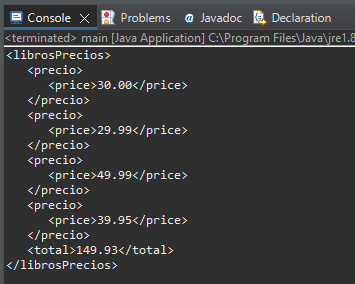 Console Problems Javadoc Declaration
<terminated> main [Java Application] C:\Program Files\Java\jre1.8
<librosPrecios>
   <precio>
      <price>30.00</price>
   </precio>
   <precio>
      <price>29.99</price>
   </precio>
   <precio>
      <price>49.99</price>
   </precio>
   <precio>
      <price>39.95</price>
   </precio>
   <total>149.93</total>
</librosPrecios>